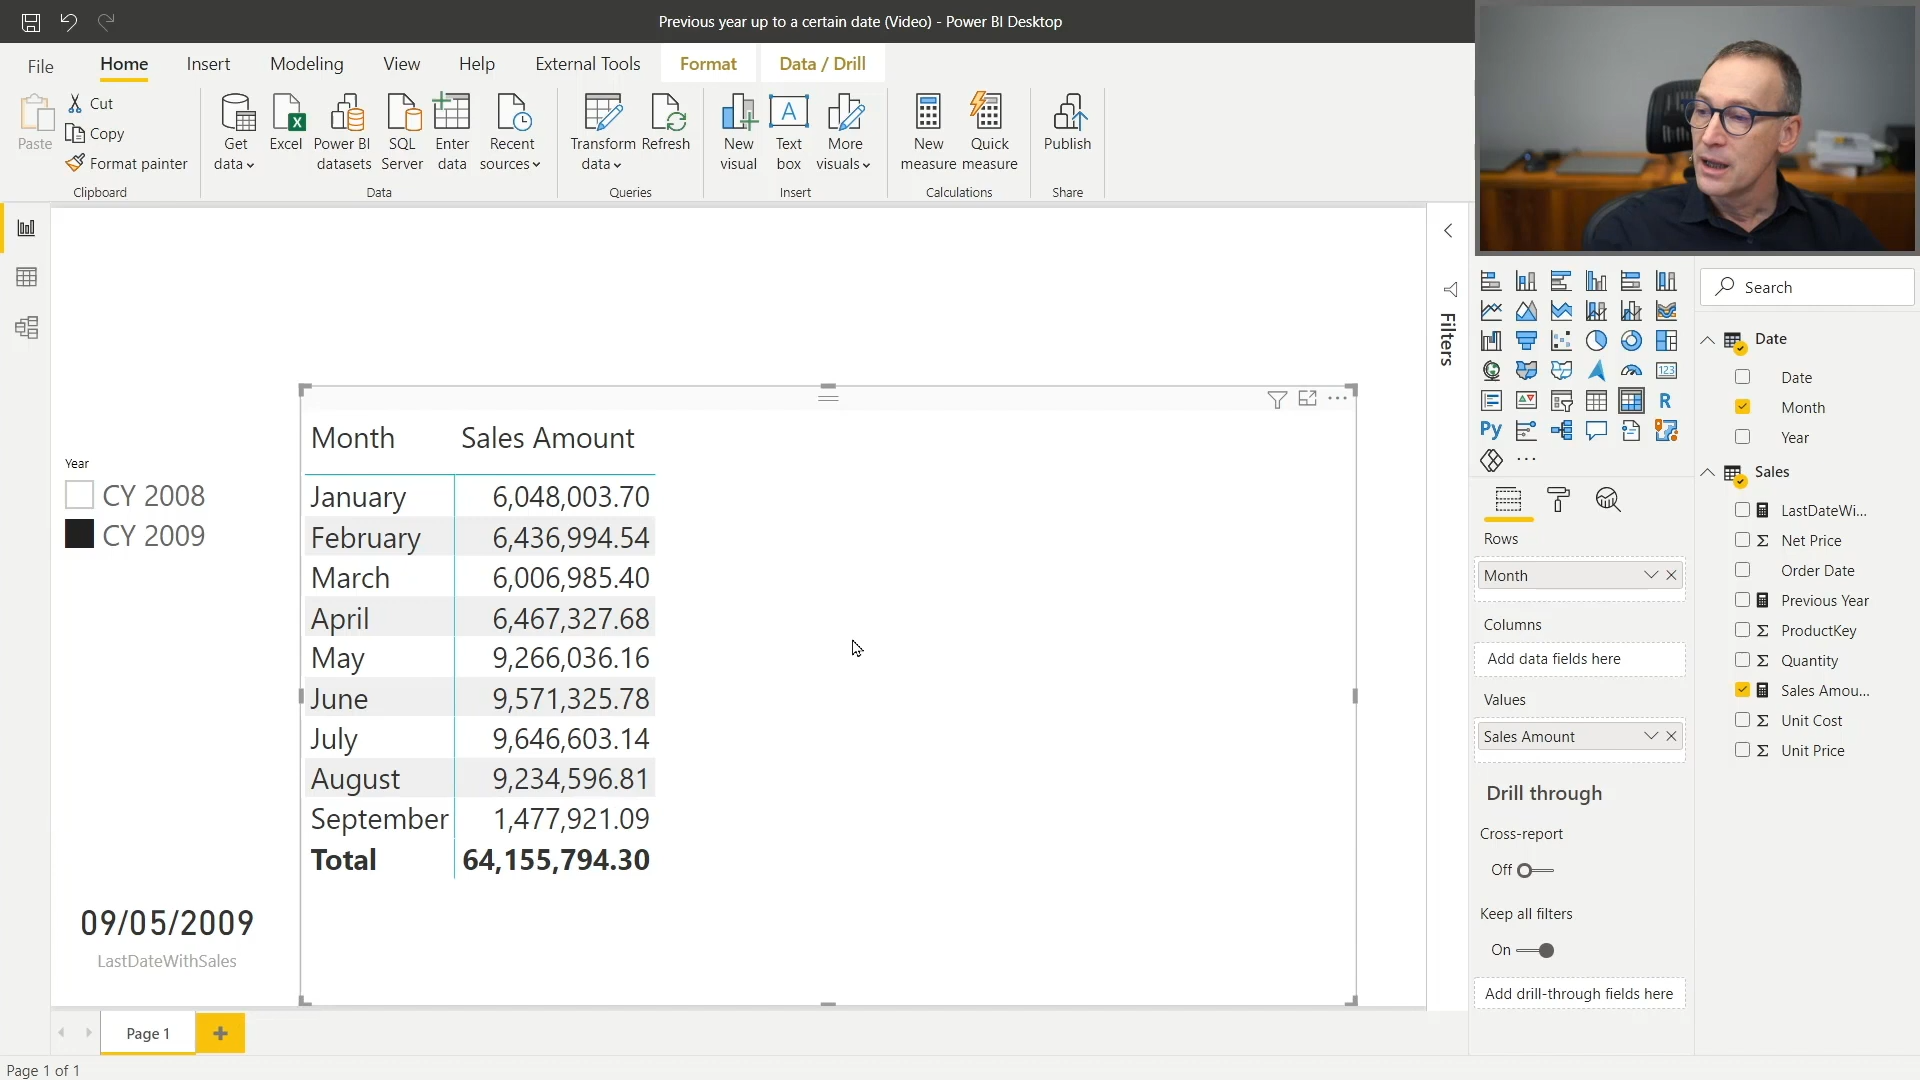 Previous year up to a certain date (Video) - Power BI Desktop
File Home Insert Modeling View Help External Tools Format Data / Drill
Paste
Cut
Copy
Format painter
Clipboard
Get data
Excel
Power BI datasets
SQL Server
Enter data
Recent sources
Data
Transform data
Refresh
Queries
New visual
Text box
More visuals
Insert
New measure
Quick measure
Calculations
Publish
Share
Year
CY 2008
CY 2009
09/05/2009
LastDateWithSales
Month Sales Amount
January 6,048,003.70
February 6,436,994.54
March 6,006,985.40
April 6,467,327.68
May 9,266,036.16
June 9,571,325.78
July 9,646,603.14
August 9,234,596.81
September 1,477,921.09
Total 64,155,794.30
Filters
123
R
Py
Rows
Month
Columns
Add data fields here
Values
Sales Amount
Drill through
Cross-report
Off
Keep all filters
On
Add drill-through fields here
Search
Date
Date
Month
Year
Sales
LastDateWi...
Net Price
Order Date
Previous Year
ProductKey
Quantity
Sales Amou...
Unit Cost
Unit Price
Page 1
Page 1 of 1